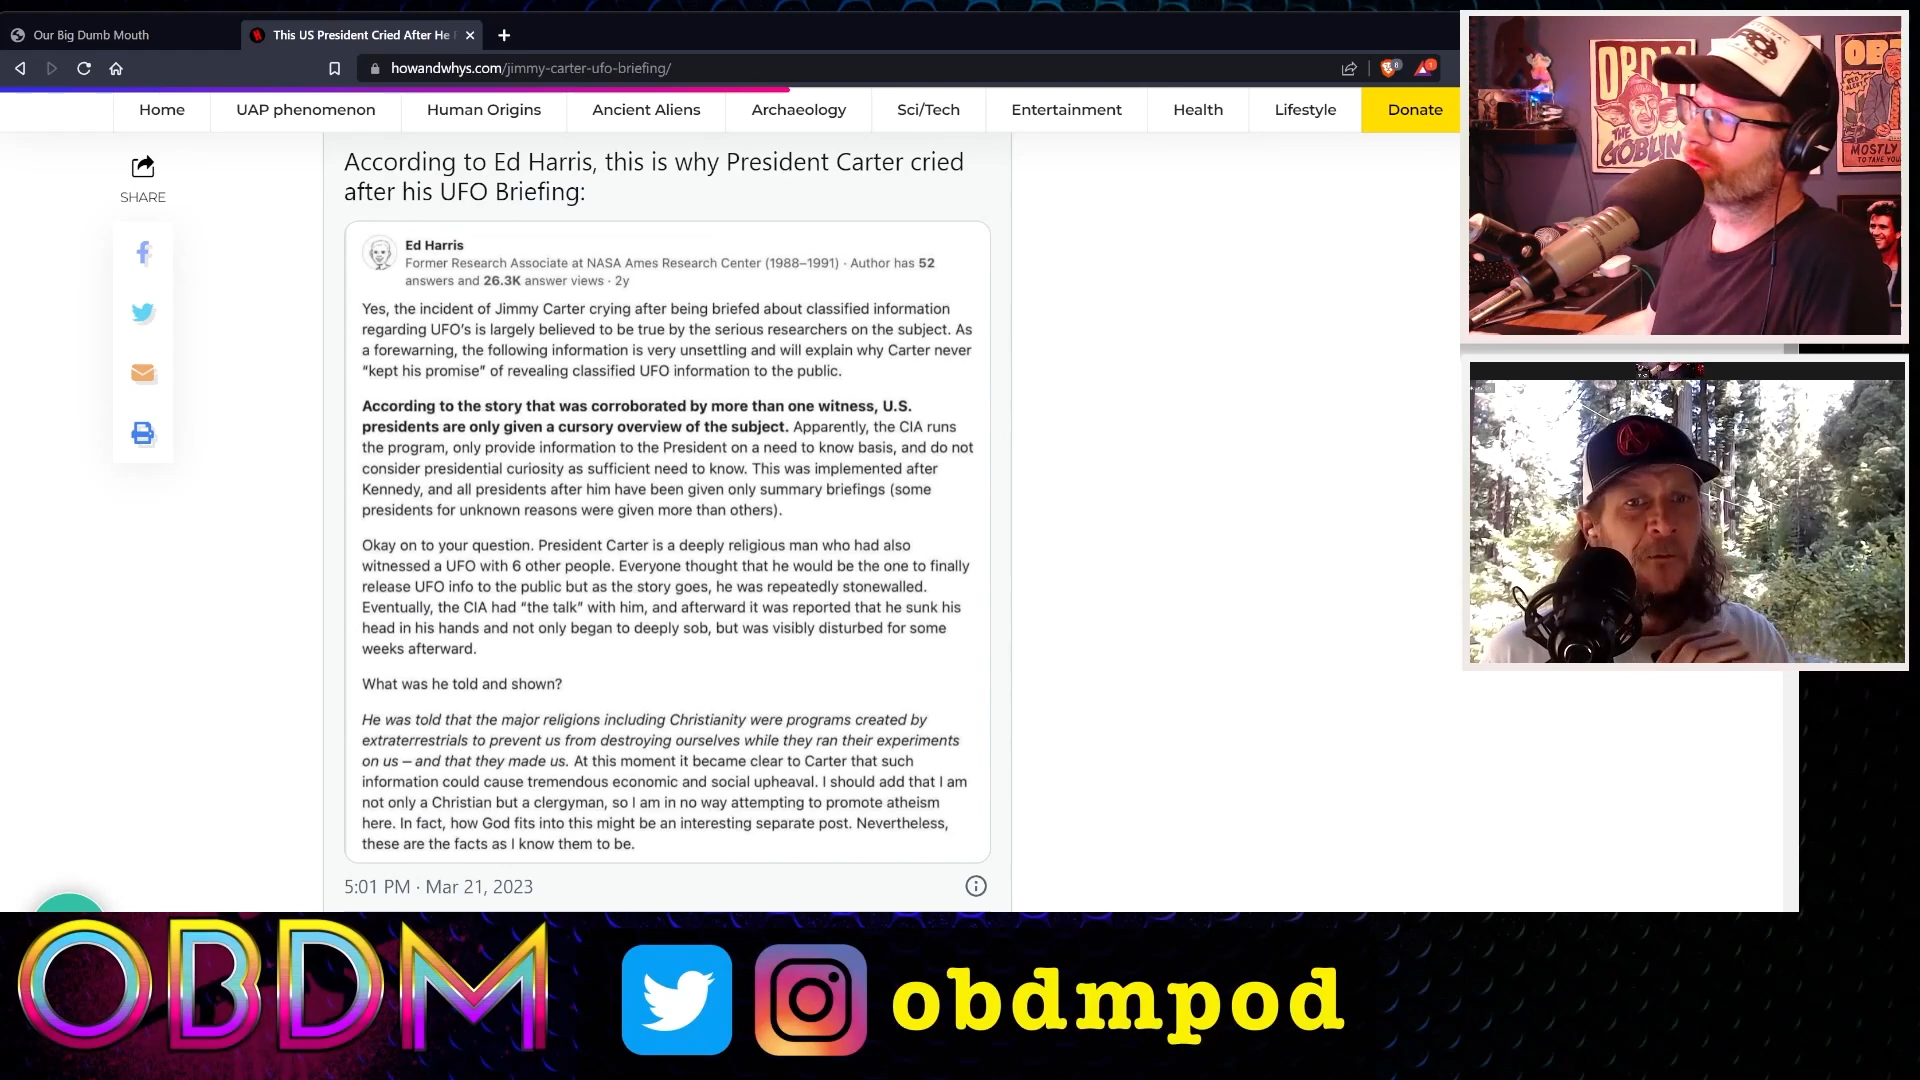 Our Big Dumb Mouth
This US President Cried After He
howandwhys.com/jimmy-carter-ufo-briefing/
Home
UAP phenomenon
Human Origins
Ancient Aliens
Archaeology
Sci/Tech
Entertainment
Health
Lifestyle
Donate
SHARE
According to Ed Harris, this is why President Carter cried
after his UFO Briefing:
Ed Harris
Former Research Associate at NASA Ames Research Center (1988–1991) · Author has 52
answers and 26.3K answer views · 2y
Yes, the incident of Jimmy Carter crying after being briefed about classified information
regarding UFO's is largely believed to be true by the serious researchers on the subject. As
a forewarning, the following information is very unsettling and will explain why Carter never
“kept his promise” of revealing classified UFO information to the public.
According to the story that was corroborated by more than one witness, U.S.
presidents are only given a cursory overview of the subject. Apparently, the CIA runs
the program, only provide information to the President on a need to know basis, and do not
consider presidential curiosity as sufficient need to know. This was implemented after
Kennedy, and all presidents after him have been given only summary briefings (some
presidents for unknown reasons were given more than others).
Okay on to your question. President Carter is a deeply religious man who had also
witnessed a UFO with 6 other people. Everyone thought that he would be the one to finally
release UFO info to the public but as the story goes, he was repeatedly stonewalled.
Eventually, the CIA had “the talk” with him, and afterward it was reported that he sunk his
head in his hands and not only began to deeply sob, but was visibly disturbed for some
weeks afterward.
What was he told and shown?
He was told that the major religions including Christianity were programs created by
extraterrestrials to prevent us from destroying ourselves while they ran their experiments
on us – and that they made us. At this moment it became clear to Carter that such
information could cause tremendous economic and social upheaval. I should add that I am
not only a Christian but a clergyman, so I am in no way attempting to promote atheism
here. In fact, how God fits into this might be an interesting separate post. Nevertheless,
these are the facts as I know them to be.
5:01 PM · Mar 21, 2023
OBDM
THE
GOBLIN
MOSTLY
OBDM
obdmpod